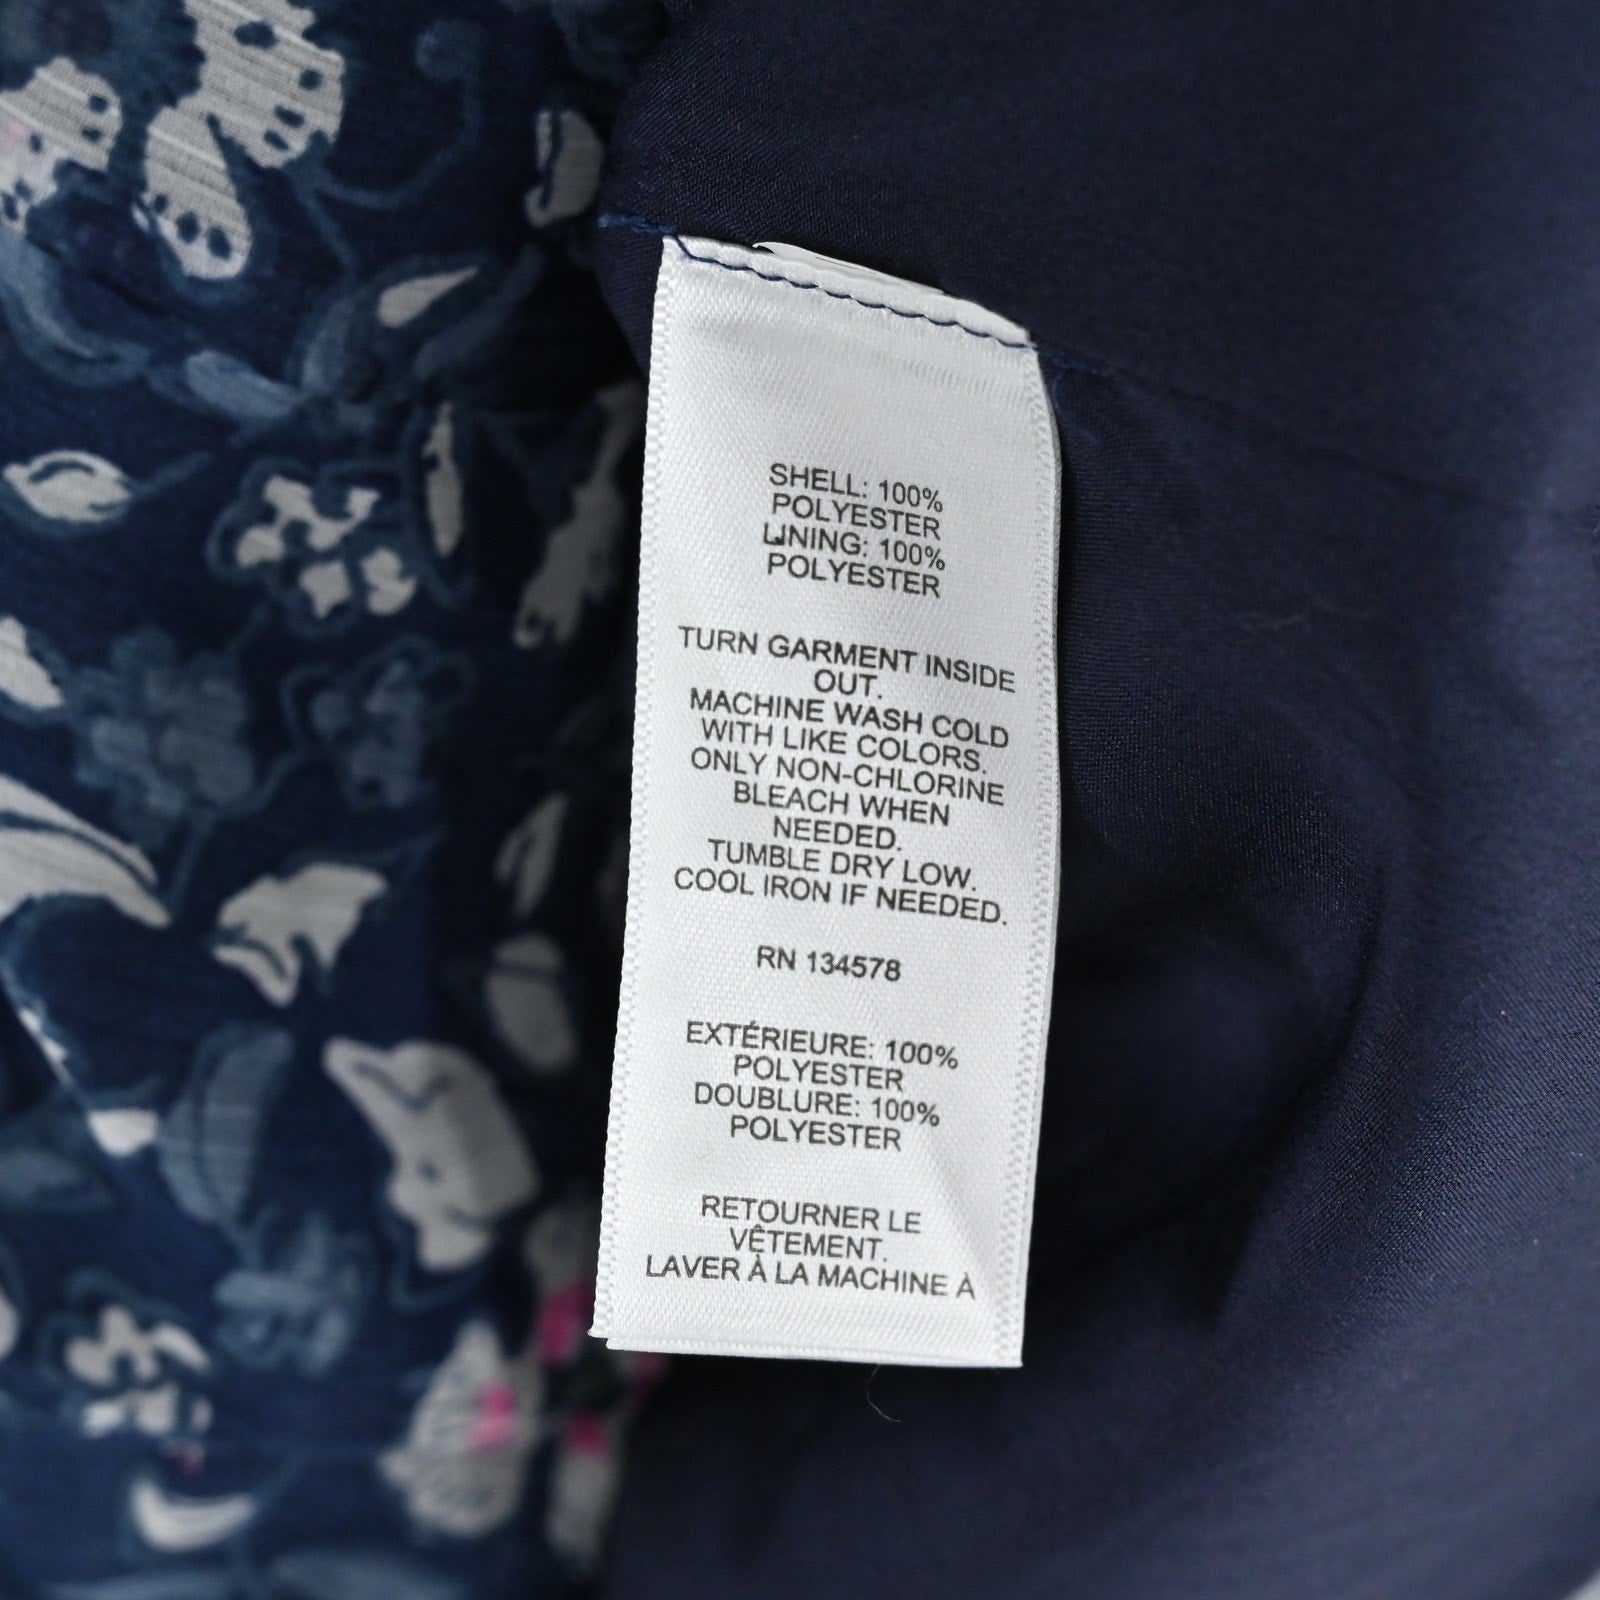 SHELL: 100%
POLYESTER
LINING: 100%
POLYESTER
TURN GARMENT INSIDE
OUT.
MACHINE WASH COLD
WITH LIKE COLORS.
ONLY NON-CHLORINE
BLEACH WHEN
NEEDED.
TUMBLE DRY LOW.
COOL IRON IF NEEDED.
RN 134578
EXTÉRIEURE: 100%
POLYESTER
DOUBLURE: 100%
POLYESTER
RETOURNER LE
VÊTEMENT.
LAVER À LA MACHINE À